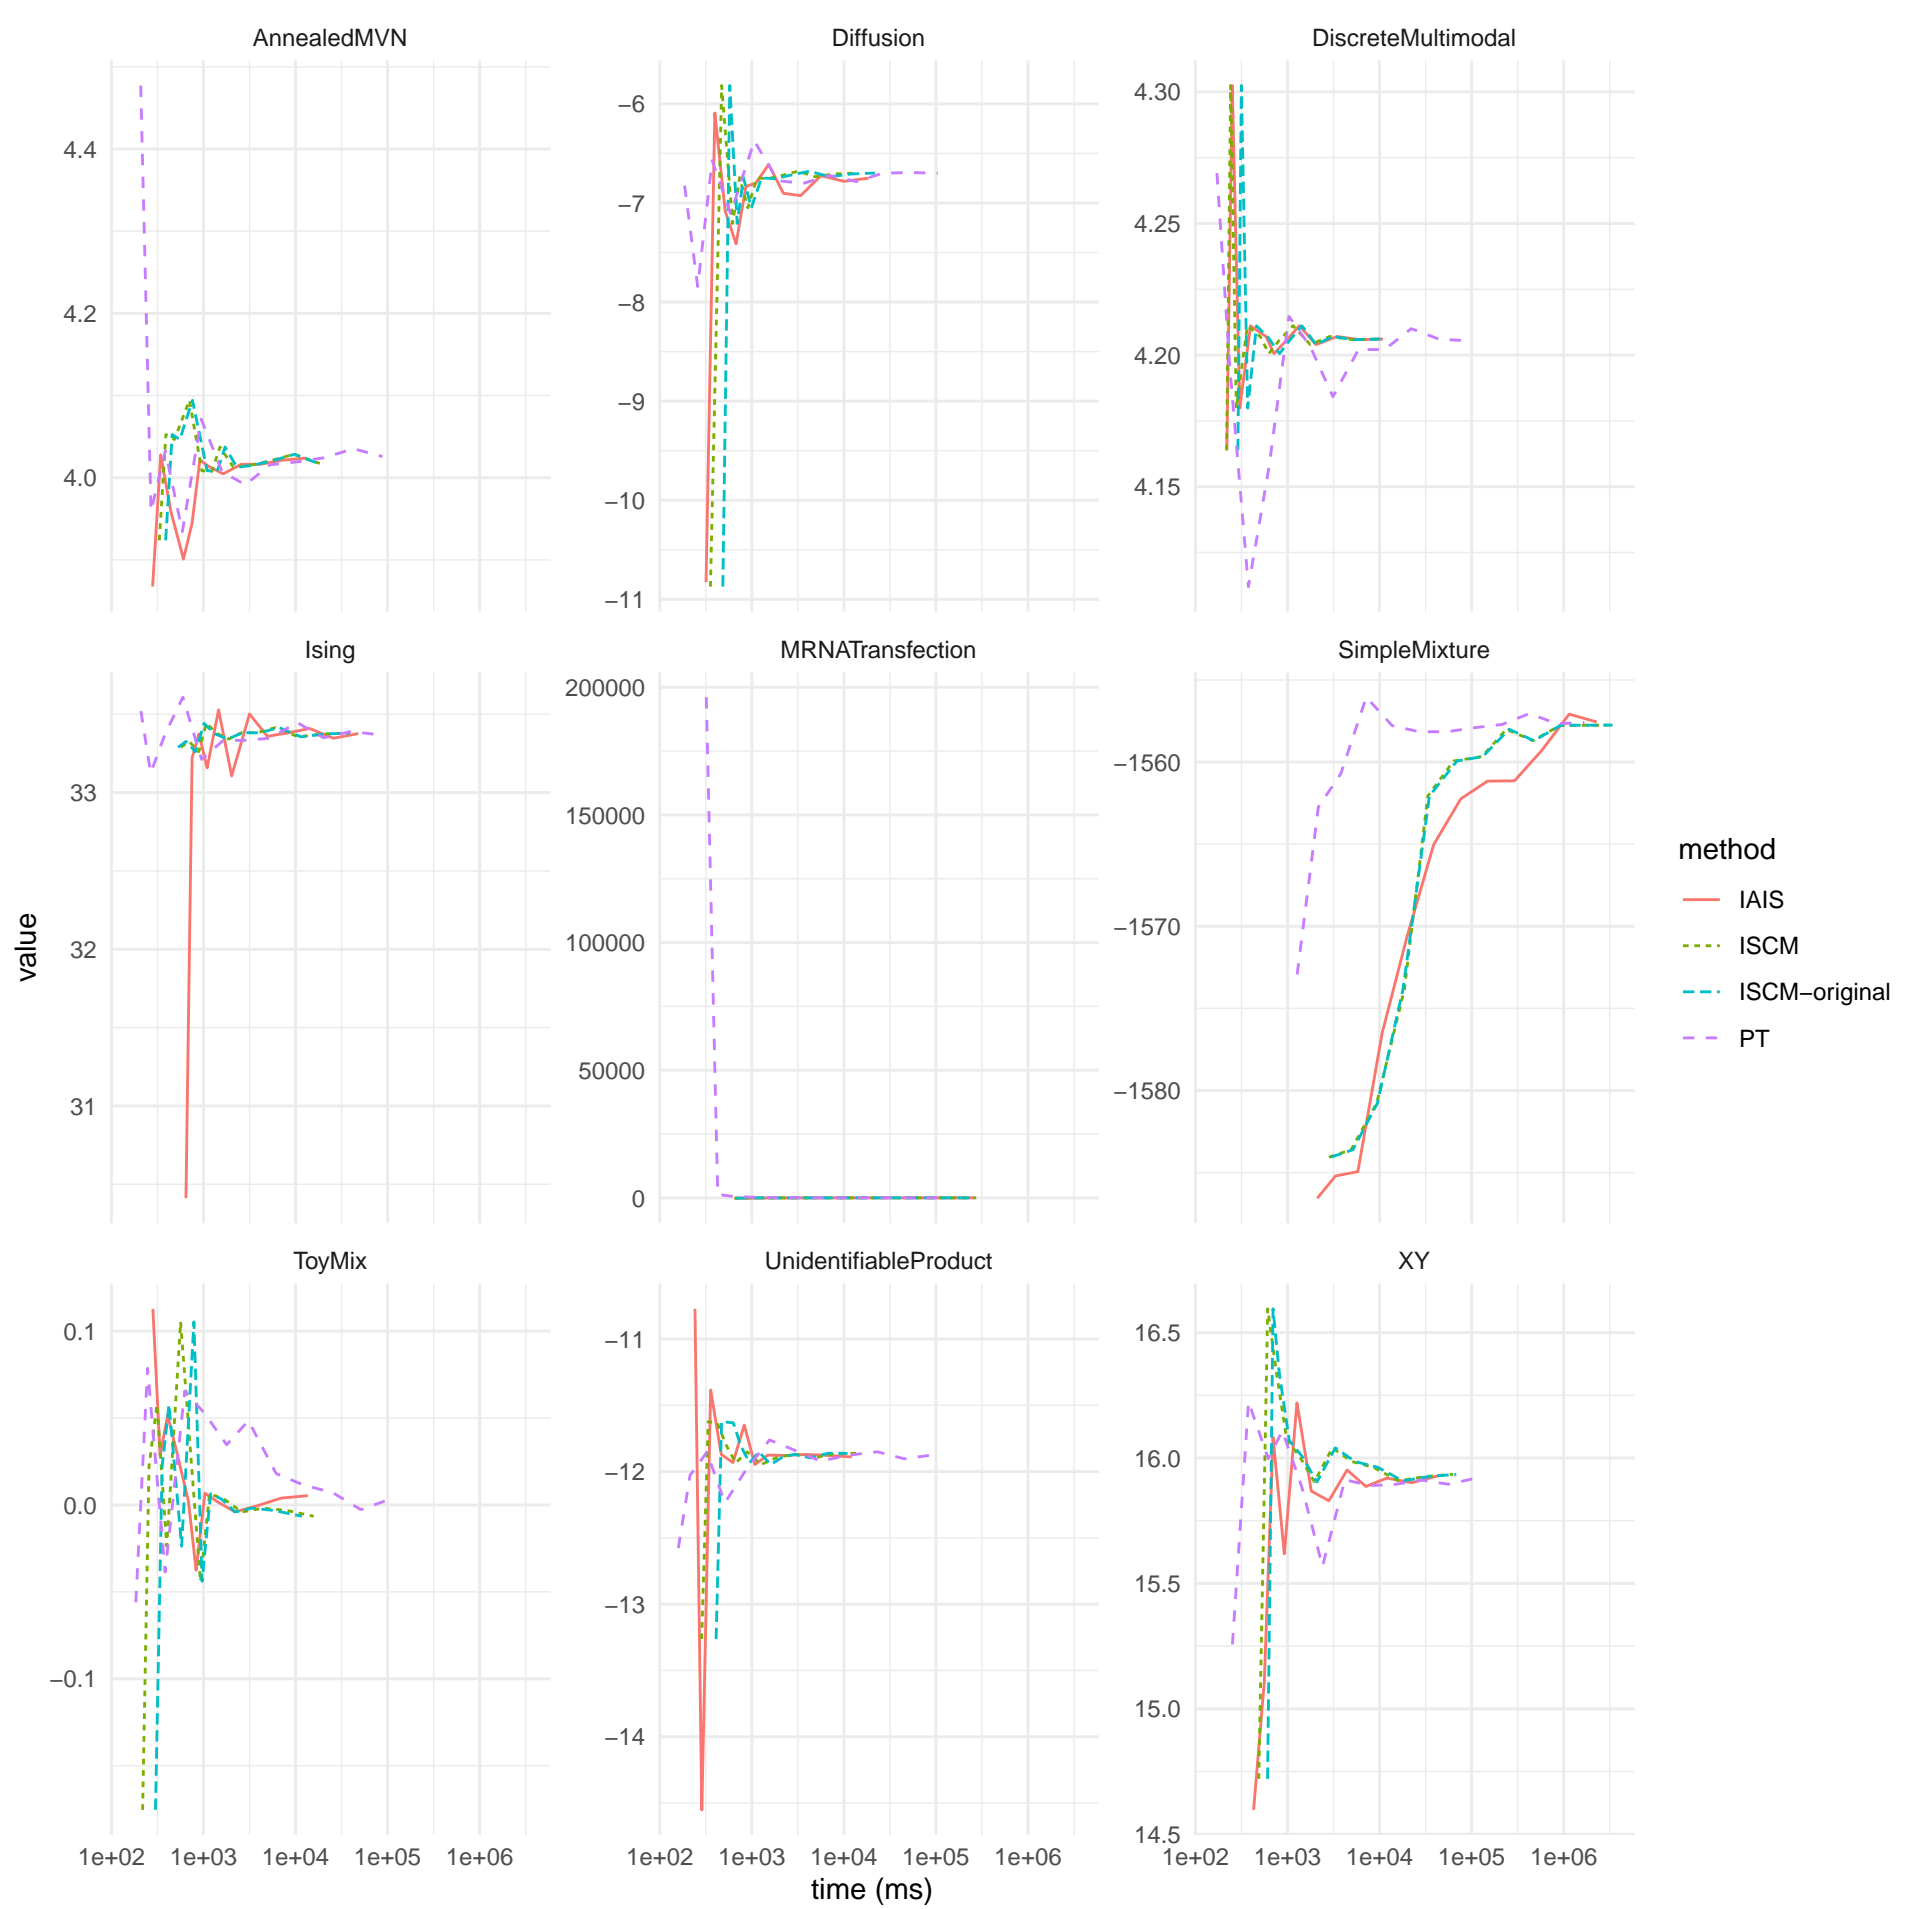 AnnealedMVN
Diffusion
DiscreteMultimodal
4.4
4.2
4.0
−6
−7
−8
−9
−10
−11
4.30
4.25
4.20
4.15
Ising
MRNATransfection
SimpleMixture
33
32
31
200000
150000
100000
50000
0
−1560
−1570
−1580
ToyMix
UnidentifiableProduct
XY
0.1
0.0
−0.1
−11
−12
−13
−14
16.5
16.0
15.5
15.0
14.5
1e+02 1e+03 1e+04 1e+05 1e+06
1e+02 1e+03 1e+04 1e+05 1e+06
1e+02 1e+03 1e+04 1e+05 1e+06
time (ms)
value
method
IAIS
ISCM
ISCM−original
PT